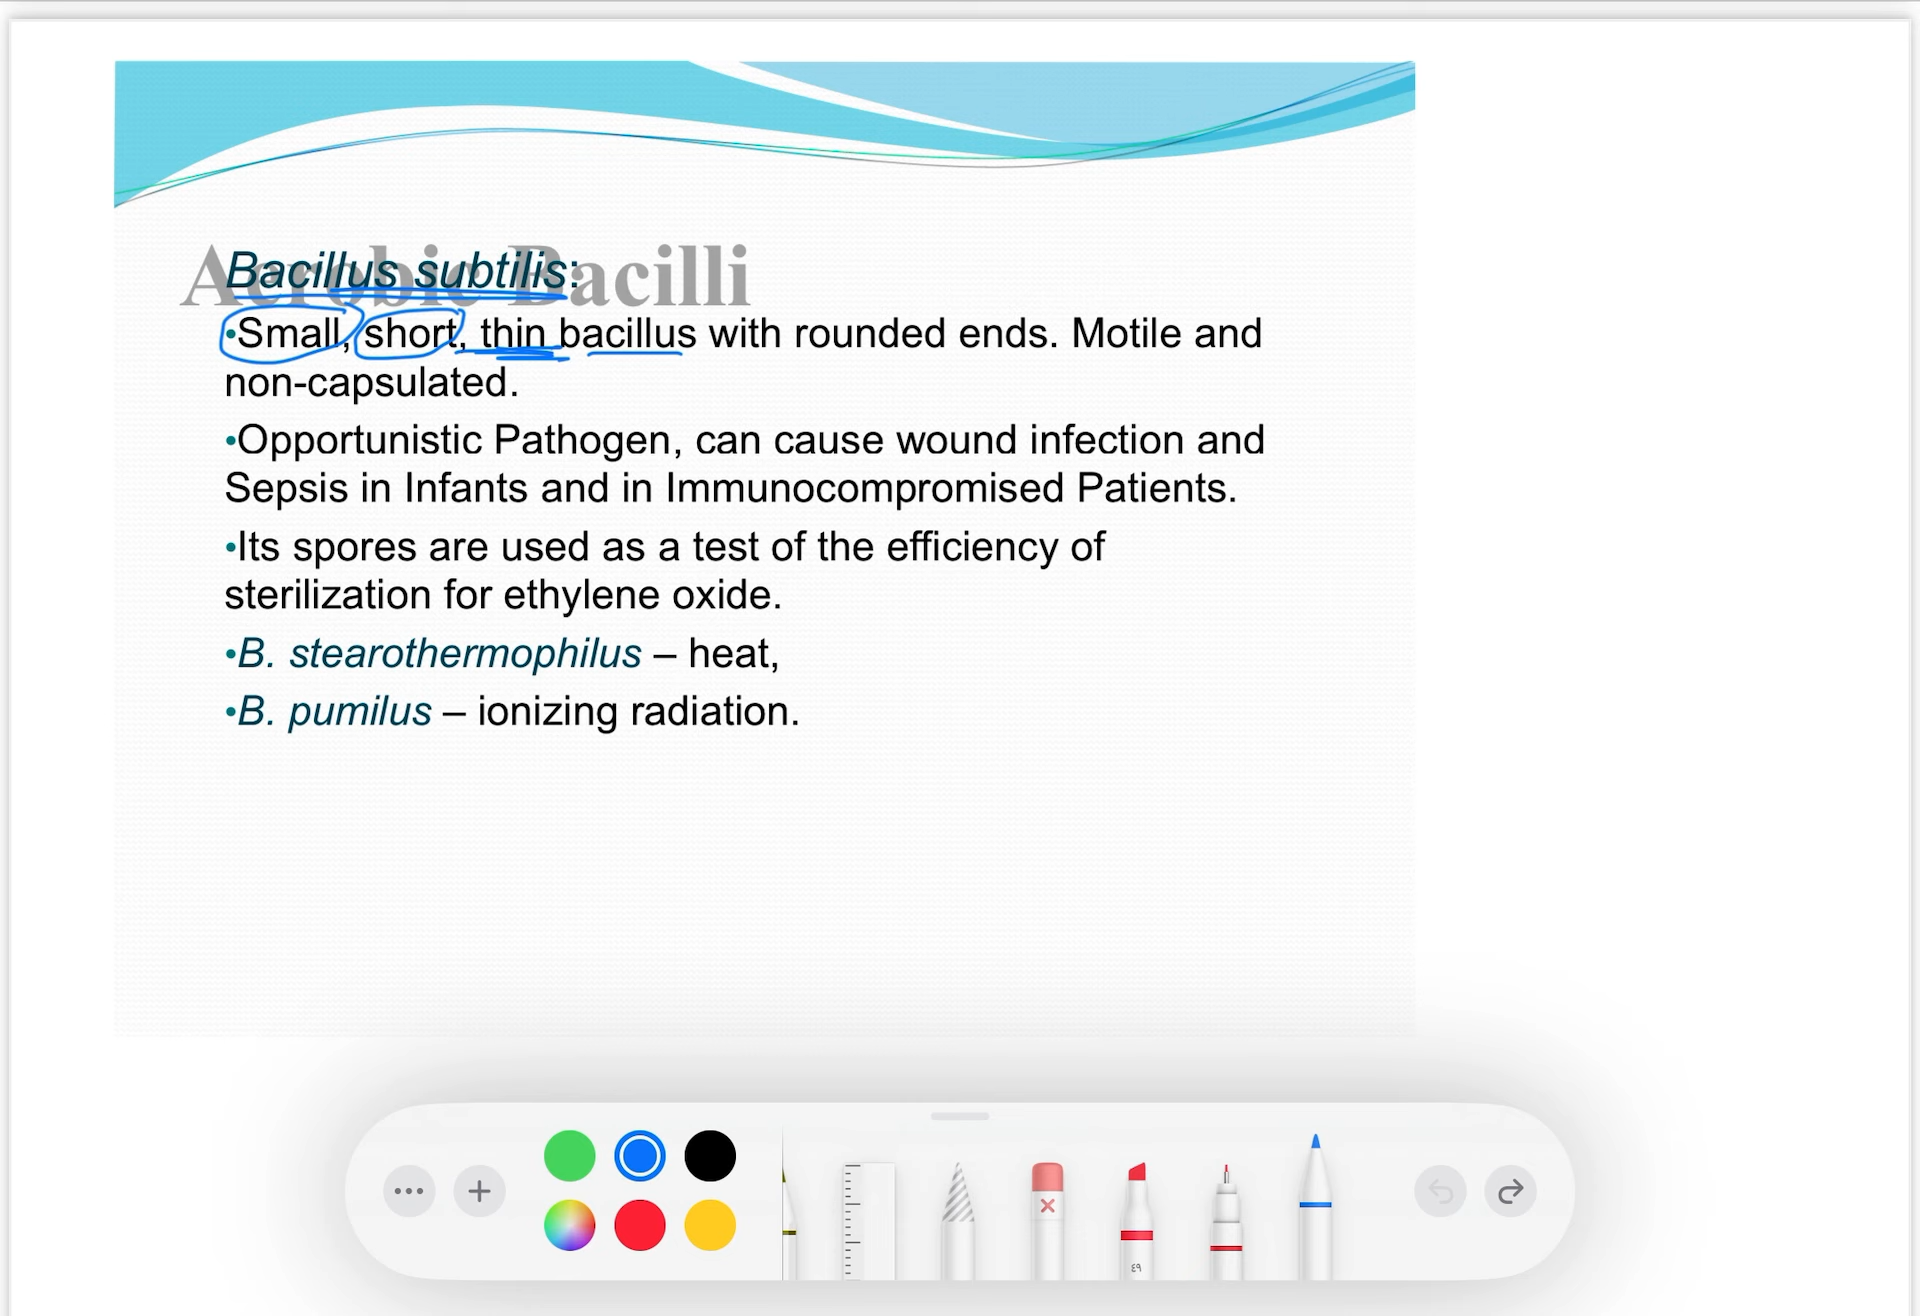 Aerobic Bacilli
Bacillus subtilis:
•Small, short, thin bacillus with rounded ends. Motile and
non-capsulated.
•Opportunistic Pathogen, can cause wound infection and
Sepsis in Infants and in Immunocompromised Patients.
•Its spores are used as a test of the efficiency of
sterilization for ethylene oxide.
•B. stearothermophilus – heat,
•B. pumilus – ionizing radiation.
٤٩